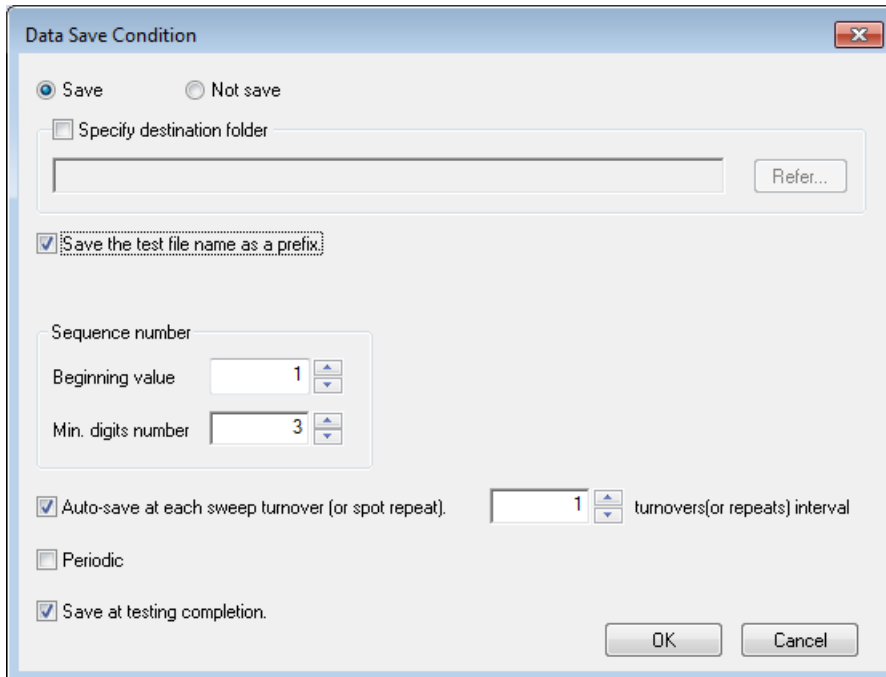 Data Save Condition
Save Not save
Specify destination folder
Refer...
Save the test file name as a prefix.
Sequence number
Beginning value 1
Min. digits number 3
Auto-save at each sweep turnover (or spot repeat). 1 turnovers(or repeats) interval
Periodic
Save at testing completion.
OK Cancel